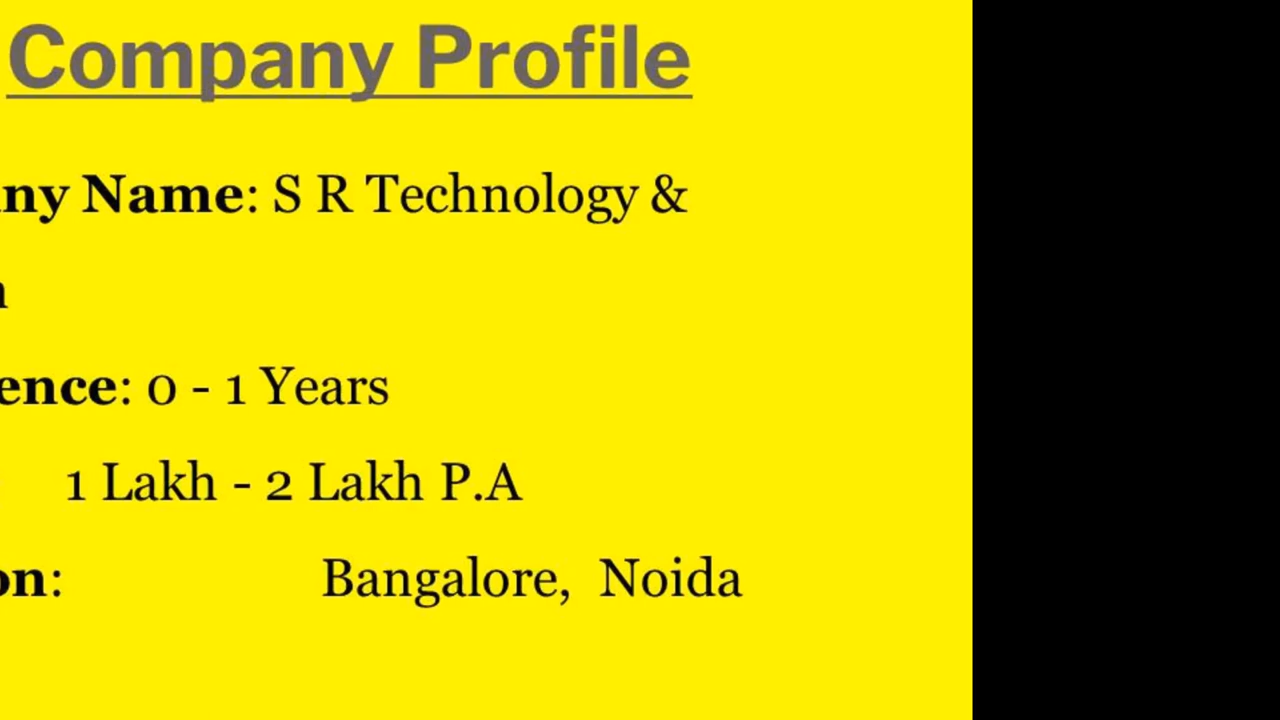 Company Profile
ny Name: S R Technology &
ence: 0 - 1 Years
1 Lakh - 2 Lakh P.A
on: Bangalore, Noida